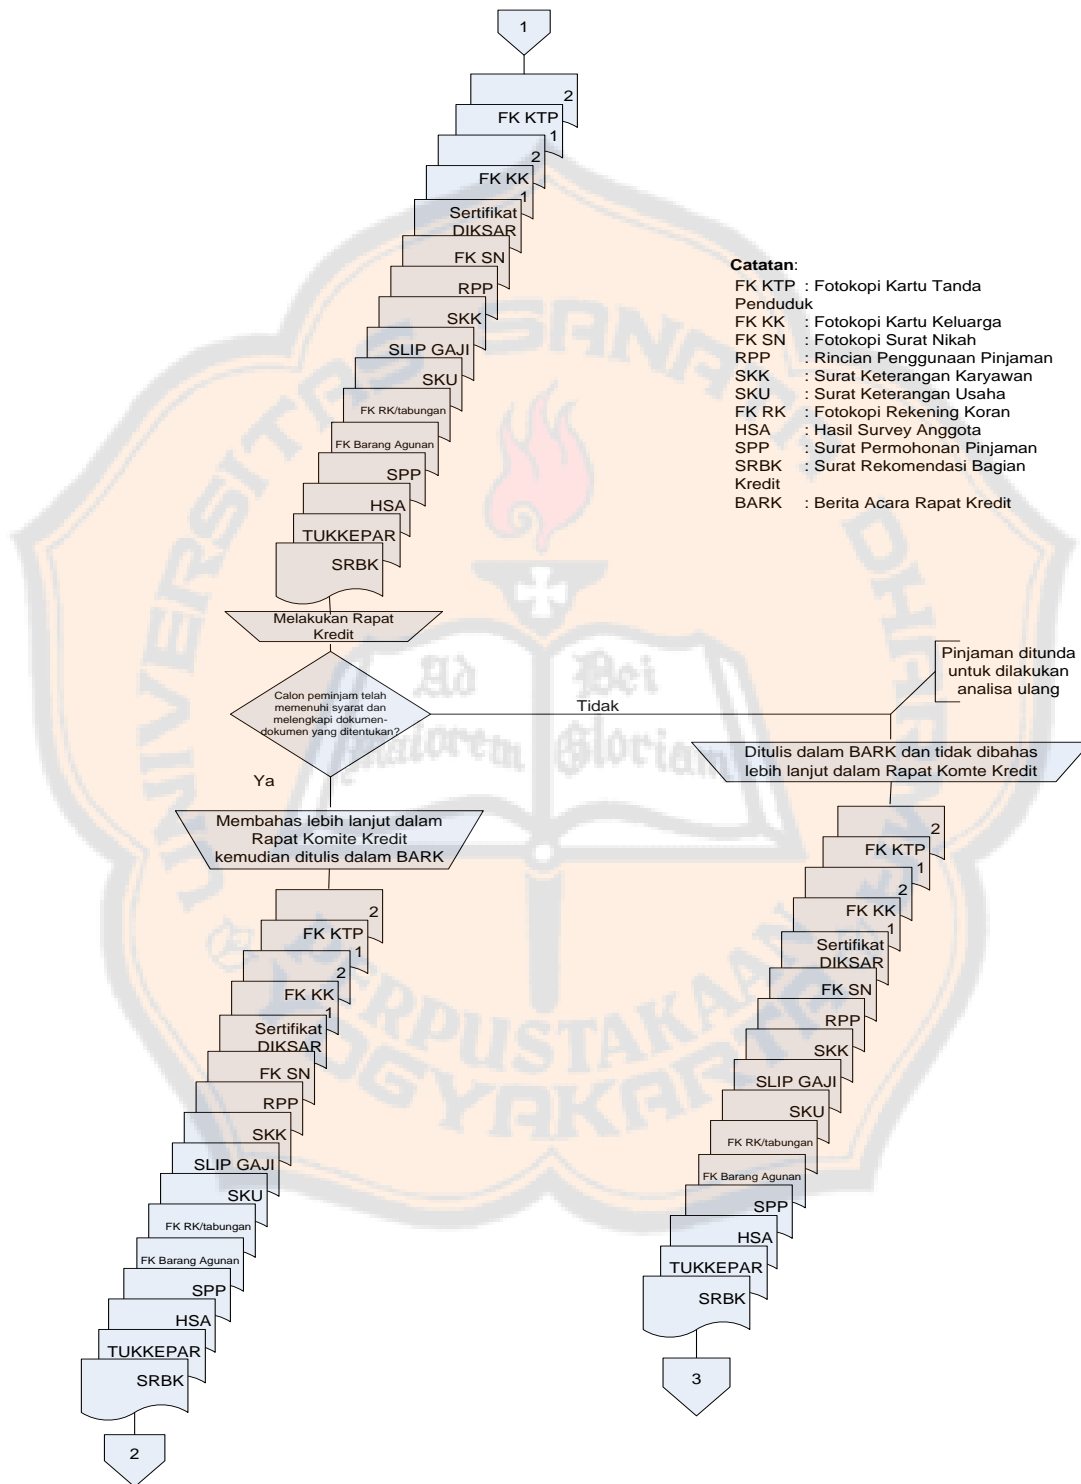 1
2
FK KTP
1
2
FK KK
1
Sertifikat
DIKSAR
FK SN
RPP
SKK
SLIP GAJI
SKU
FK RK/tabungan
FK Barang Agunan
SPP
HSA
TUKKEPAR
SRBK
Catatan:
FK KTP : Fotokopi Kartu Tanda
Penduduk
FK KK : Fotokopi Kartu Keluarga
FK SN : Fotokopi Surat Nikah
RPP : Rincian Penggunaan Pinjaman
SKK : Surat Keterangan Karyawan
SKU : Surat Keterangan Usaha
FK RK : Fotokopi Rekening Koran
HSA : Hasil Survey Anggota
SPP : Surat Permohonan Pinjaman
SRBK : Surat Rekomendasi Bagian
Kredit
BARK : Berita Acara Rapat Kredit
Melakukan Rapat
Kredit
Calon peminjam telah
memenuhi syarat dan
melengkapi dokumen-
dokumen yang ditentukan?
Tidak
Pinjaman ditunda
untuk dilakukan
analisa ulang
Ya
Ditulis dalam BARK dan tidak dibahas
lebih lanjut dalam Rapat Komte Kredit
Membahas lebih lanjut dalam
Rapat Komite Kredit
kemudian ditulis dalam BARK
2
FK KTP
1
2
FK KK
1
Sertifikat
DIKSAR
FK SN
RPP
SKK
SLIP GAJI
SKU
FK RK/tabungan
FK Barang Agunan
SPP
HSA
TUKKEPAR
SRBK
2
2
FK KTP
1
2
FK KK
1
Sertifikat
DIKSAR
FK SN
RPP
SKK
SLIP GAJI
SKU
FK RK/tabungan
FK Barang Agunan
SPP
HSA
TUKKEPAR
SRBK
3
UNIVERSITAS SANATA DHARMA
Ad Maiorem
Dei Gloriam
PERPUSTAKAAN
YOGYAKARTA